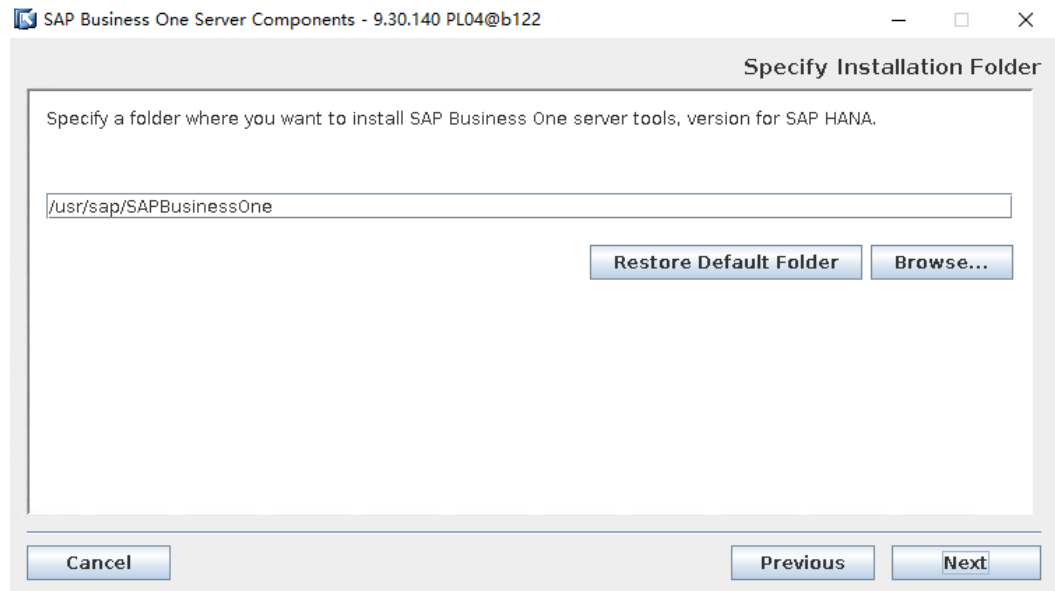 SAP Business One Server Components - 9.30.140 PL04@b122
Specify Installation Folder
Specify a folder where you want to install SAP Business One server tools, version for SAP HANA.
/usr/sap/SAPBusinessOne
Restore Default Folder
Browse...
Cancel
Previous
Next